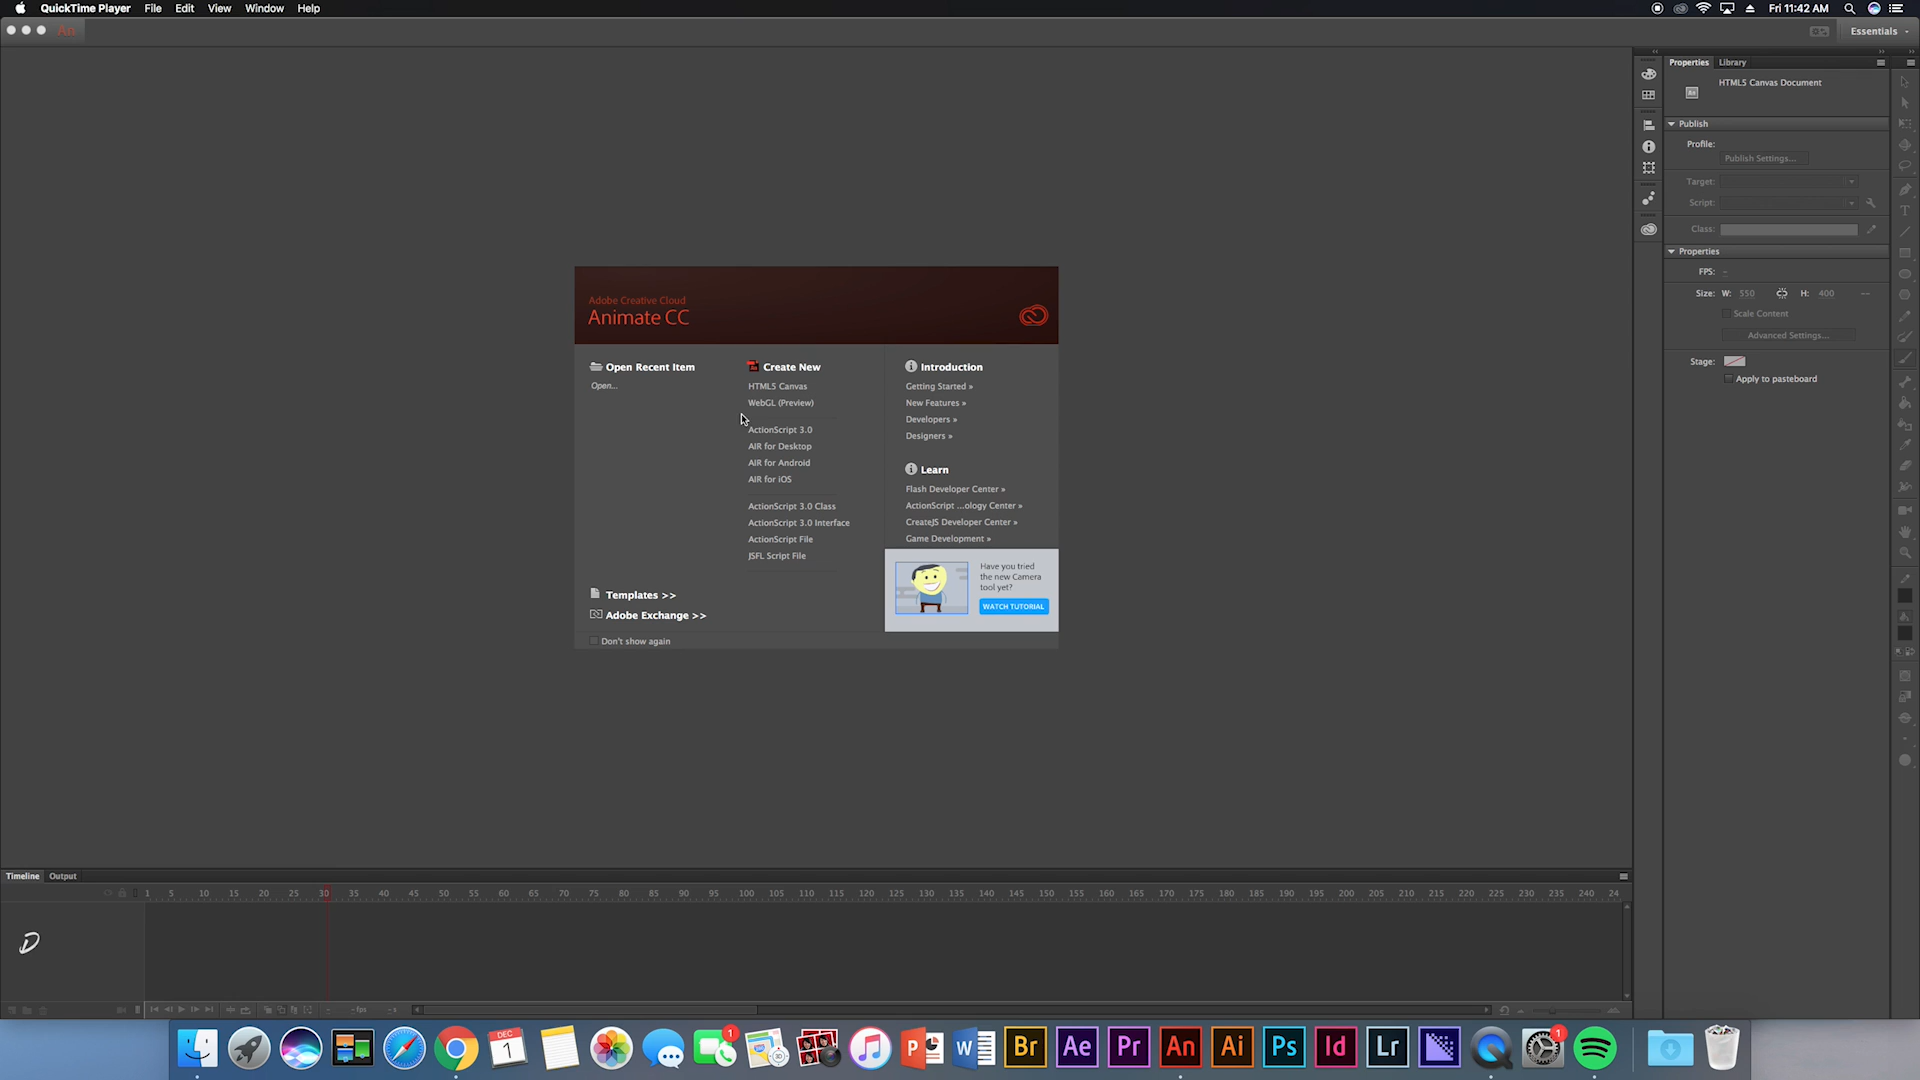 QuickTime Player File Edit View Window Help
Fri 11:42 AM
An
Essentials
Properties Library
HTML5 Canvas Document
An
Publish
Profile:
Publish Settings...
Target:
Script:
Class:
Properties
FPS: -
Size: W: 550 H: 400
Scale Content
Advanced Settings...
Stage:
Apply to pasteboard
Adobe Creative Cloud
Animate CC
Open Recent Item
Open...
Create New
HTML5 Canvas
WebGL (Preview)
ActionScript 3.0
AIR for Desktop
AIR for Android
AIR for iOS
ActionScript 3.0 Class
ActionScript 3.0 Interface
ActionScript File
JSFL Script File
Introduction
Getting Started »
New Features »
Developers »
Designers »
Learn
Flash Developer Center »
ActionScript ...ology Center »
CreateJS Developer Center »
Game Development »
Have you tried
the new Camera
tool yet?
WATCH TUTORIAL
Templates >>
Adobe Exchange >>
Don't show again
Timeline Output
1 5 10 15 20 25 30 35 40 45 50 55 60 65 70 75 80 85 90 95 100 105 110 115 120 125 130 135 140 145 150 155 160 165 170 175 180 185 190 195 200 205 210 215 220 225 230 235 240 24
D
- -fps -s
DEC
1
1
3D
P W Br Ae Pr An Ai Ps Id Lr
1